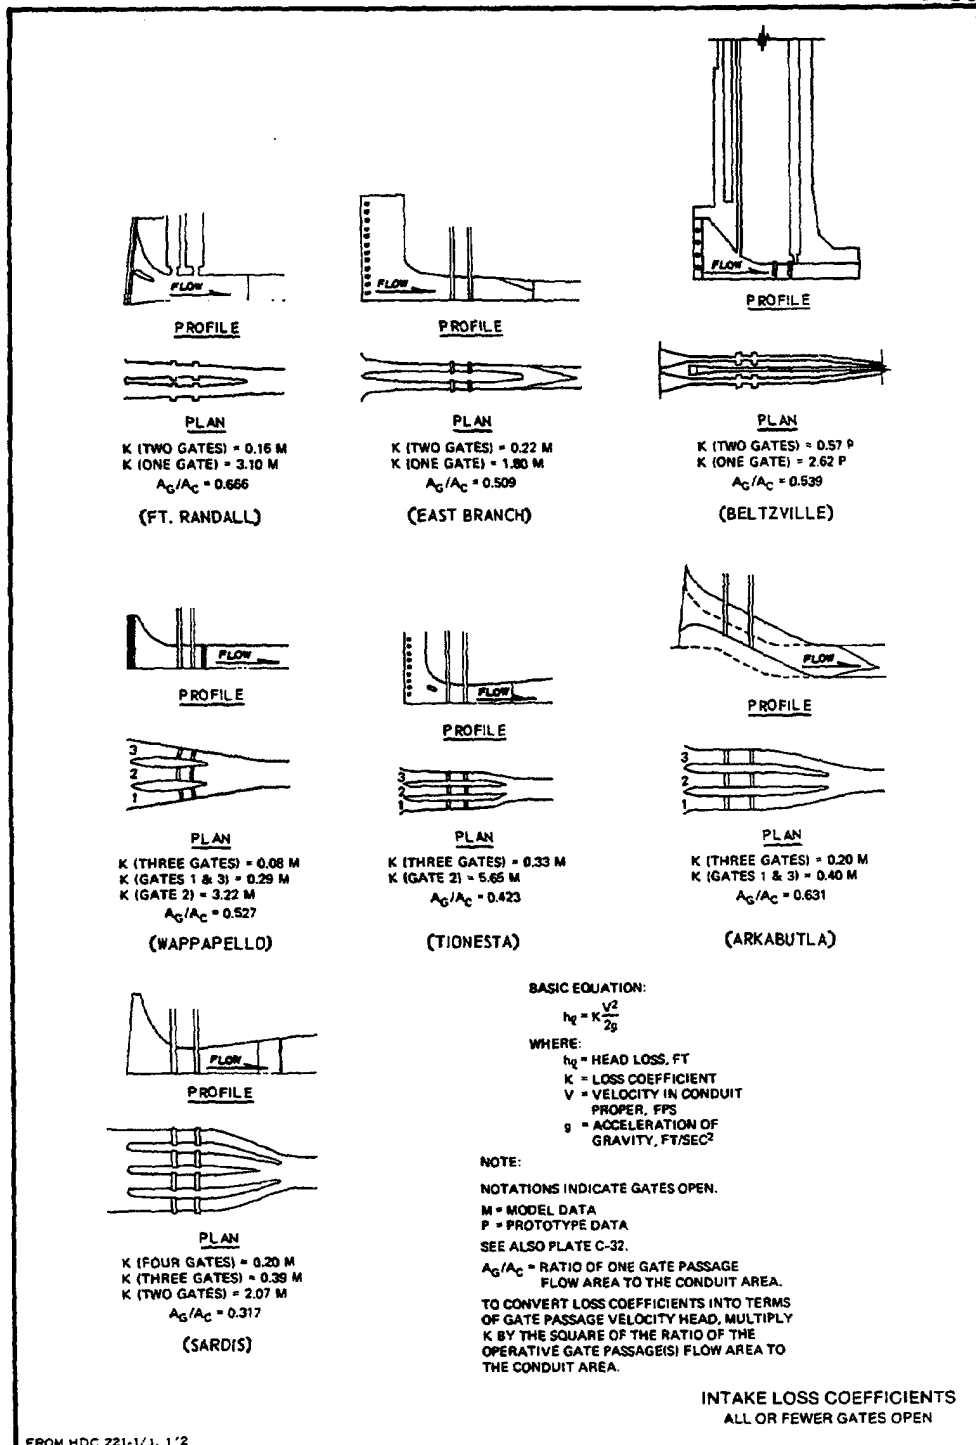 FLOW
PROFILE
PLAN
K (TWO GATES) = 0.16 M
K (ONE GATE) = 3.10 M
AG/AC = 0.666
(FT. RANDALL)
FLOW
PROFILE
PLAN
K (TWO GATES) = 0.22 M
K (ONE GATE) = 1.80 M
AG/AC = 0.509
(EAST BRANCH)
FLOW
PROFILE
PLAN
K (TWO GATES) = 0.57 P
K (ONE GATE) = 2.62 P
AG/AC = 0.539
(BELTZVILLE)
FLOW
PROFILE
3
2
1
PLAN
K (THREE GATES) = 0.08 M
K (GATES 1 & 3) = 0.29 M
K (GATE 2) = 3.22 M
AG/AC = 0.527
(WAPPAPELLO)
FLOW
PROFILE
3
2
1
PLAN
K (THREE GATES) = 0.33 M
K (GATE 2) = 5.65 M
AG/AC = 0.423
(TIONESTA)
FLOW
PROFILE
3
2
1
PLAN
K (THREE GATES) = 0.20 M
K (GATES 1 & 3) = 0.40 M
AG/AC = 0.631
(ARKABUTLA)
FLOW
PROFILE
PLAN
K (FOUR GATES) = 0.20 M
K (THREE GATES) = 0.39 M
K (TWO GATES) = 2.07 M
AG/AC = 0.317
(SARDIS)
BASIC EQUATION:
hℓ = K V²/2g
WHERE:
hℓ = HEAD LOSS, FT
K = LOSS COEFFICIENT
V = VELOCITY IN CONDUIT
PROPER, FPS
g = ACCELERATION OF
GRAVITY, FT/SEC²
NOTE:
NOTATIONS INDICATE GATES OPEN.
M = MODEL DATA
P = PROTOTYPE DATA
SEE ALSO PLATE C-32.
AG/AC = RATIO OF ONE GATE PASSAGE
FLOW AREA TO THE CONDUIT AREA.
TO CONVERT LOSS COEFFICIENTS INTO TERMS
OF GATE PASSAGE VELOCITY HEAD, MULTIPLY
K BY THE SQUARE OF THE RATIO OF THE
OPERATIVE GATE PASSAGE(S) FLOW AREA TO
THE CONDUIT AREA.
INTAKE LOSS COEFFICIENTS
ALL OR FEWER GATES OPEN
FROM HDC 221-1/1, 1/2